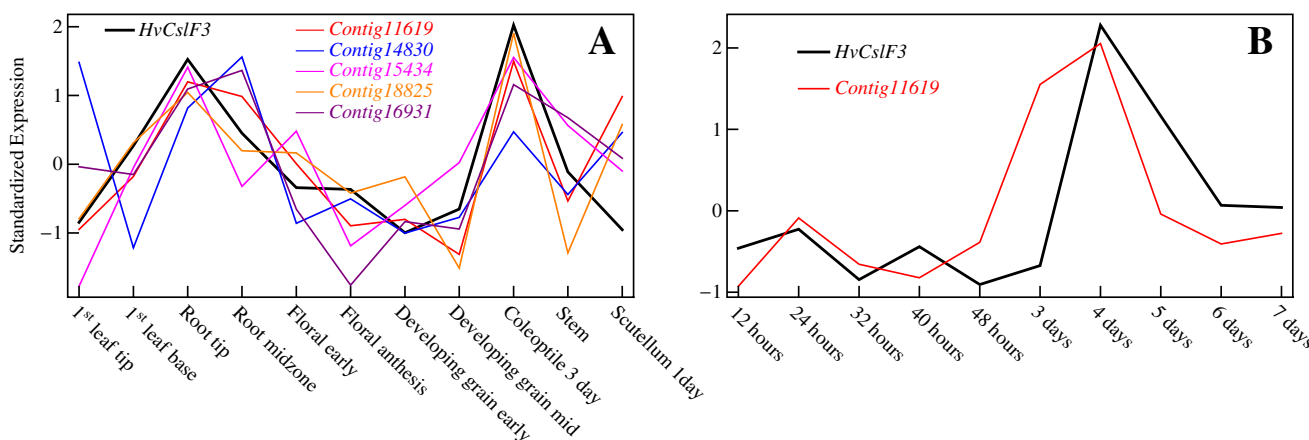 A
HvCslF3
Contig11619
Contig14830
Contig15434
Contig18825
Contig16931
Standardized Expression
2
1
0
−1
1st leaf tip
1st leaf base
Root tip
Root midzone
Floral early
Floral anthesis
Developing grain early
Developing grain mid
Coleoptile 3 day
Stem
Scutellum 1day
B
HvCslF3
Contig11619
2
1
0
−1
12 hours
24 hours
32 hours
40 hours
48 hours
3 days
4 days
5 days
6 days
7 days